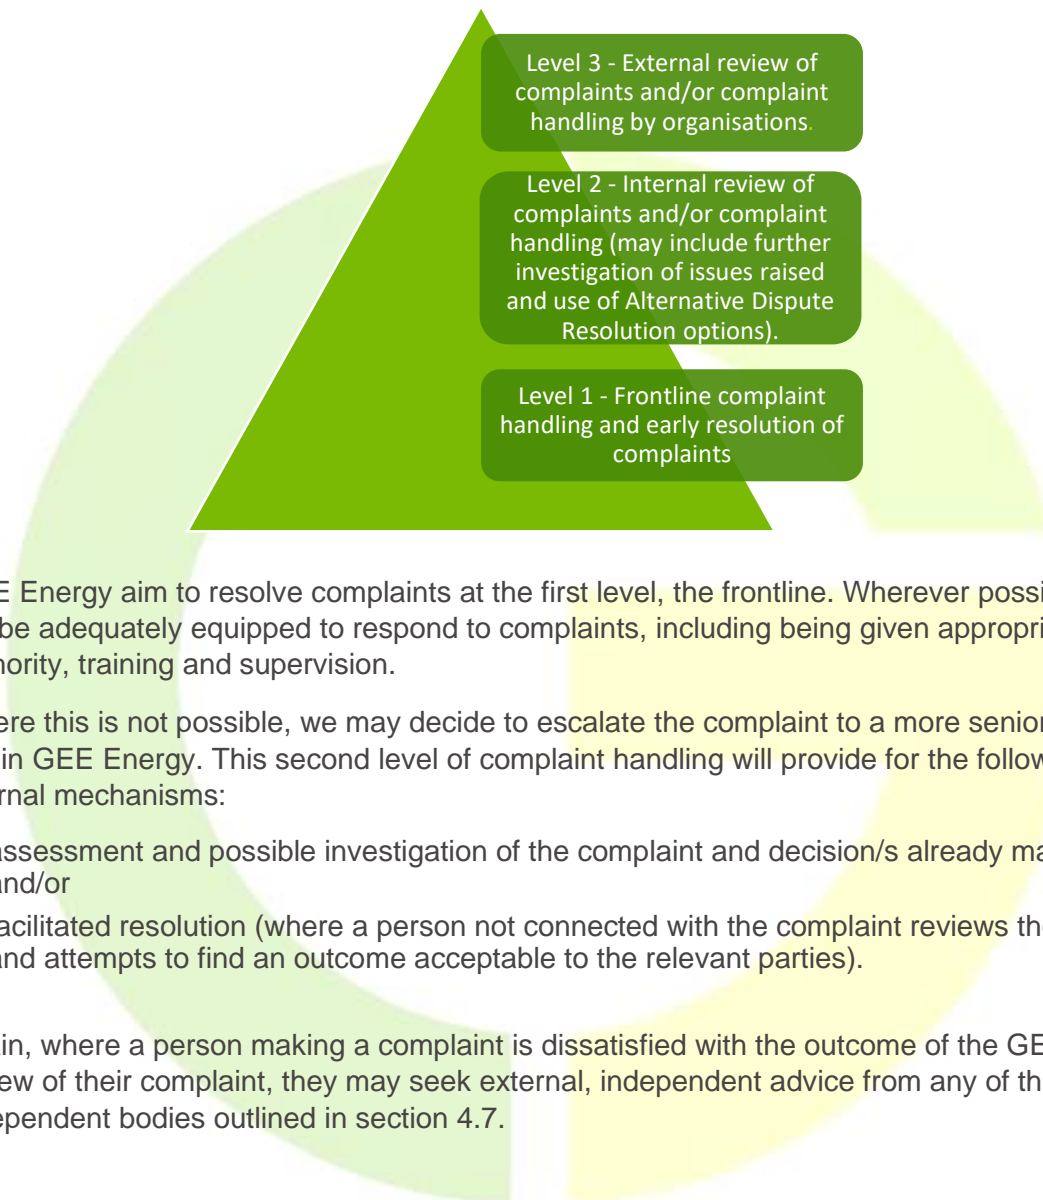 Level 3 - External review of
complaints and/or complaint
handling by organisations.
Level 2 - Internal review of
complaints and/or complaint
handling (may include further
investigation of issues raised
and use of Alternative Dispute
Resolution options).
Level 1 - Frontline complaint
handling and early resolution of
complaints
E Energy aim to resolve complaints at the first level, the frontline. Wherever possi
be adequately equipped to respond to complaints, including being given appropri
ority, training and supervision.
ere this is not possible, we may decide to escalate the complaint to a more senior
in GEE Energy. This second level of complaint handling will provide for the follow
rnal mechanisms:
assessment and possible investigation of the complaint and decision/s already ma
and/or
acilitated resolution (where a person not connected with the complaint reviews th
and attempts to find an outcome acceptable to the relevant parties).
in, where a person making a complaint is dissatisfied with the outcome of the GE
ew of their complaint, they may seek external, independent advice from any of th
ependent bodies outlined in section 4.7.